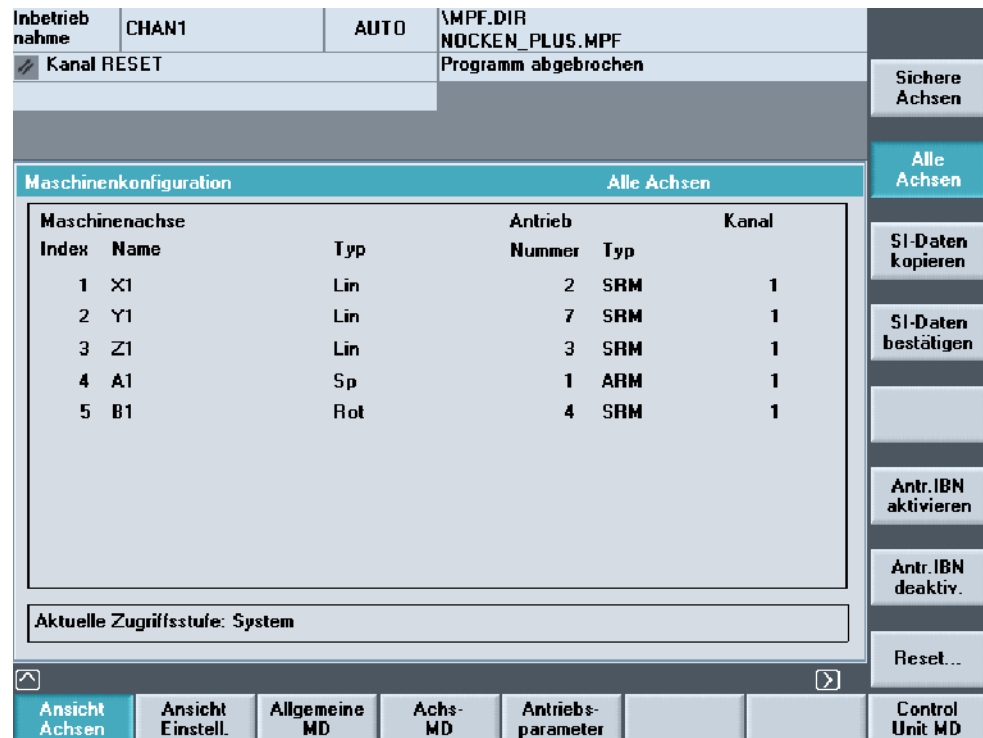 Inbetrieb
nahme
CHAN1
AUTO
\MPF.DIR
NOCKEN_PLUS.MPF
Kanal RESET
Programm abgebrochen
Sichere
Achsen
Alle
Achsen
SI-Daten
kopieren
SI-Daten
bestätigen
Antr.IBN
aktivieren
Antr.IBN
deaktiv.
Reset...
Maschinenkonfiguration Alle Achsen
Maschinenachse Antrieb Kanal
Index Name Typ Nummer Typ
1 X1 Lin 2 SRM 1
2 Y1 Lin 7 SRM 1
3 Z1 Lin 3 SRM 1
4 A1 Sp 1 ARM 1
5 B1 Rot 4 SRM 1
Aktuelle Zugriffsstufe: System
Ansicht
Achsen
Ansicht
Einstell.
Allgemeine
MD
Achs-
MD
Antriebs-
parameter
Control
Unit MD